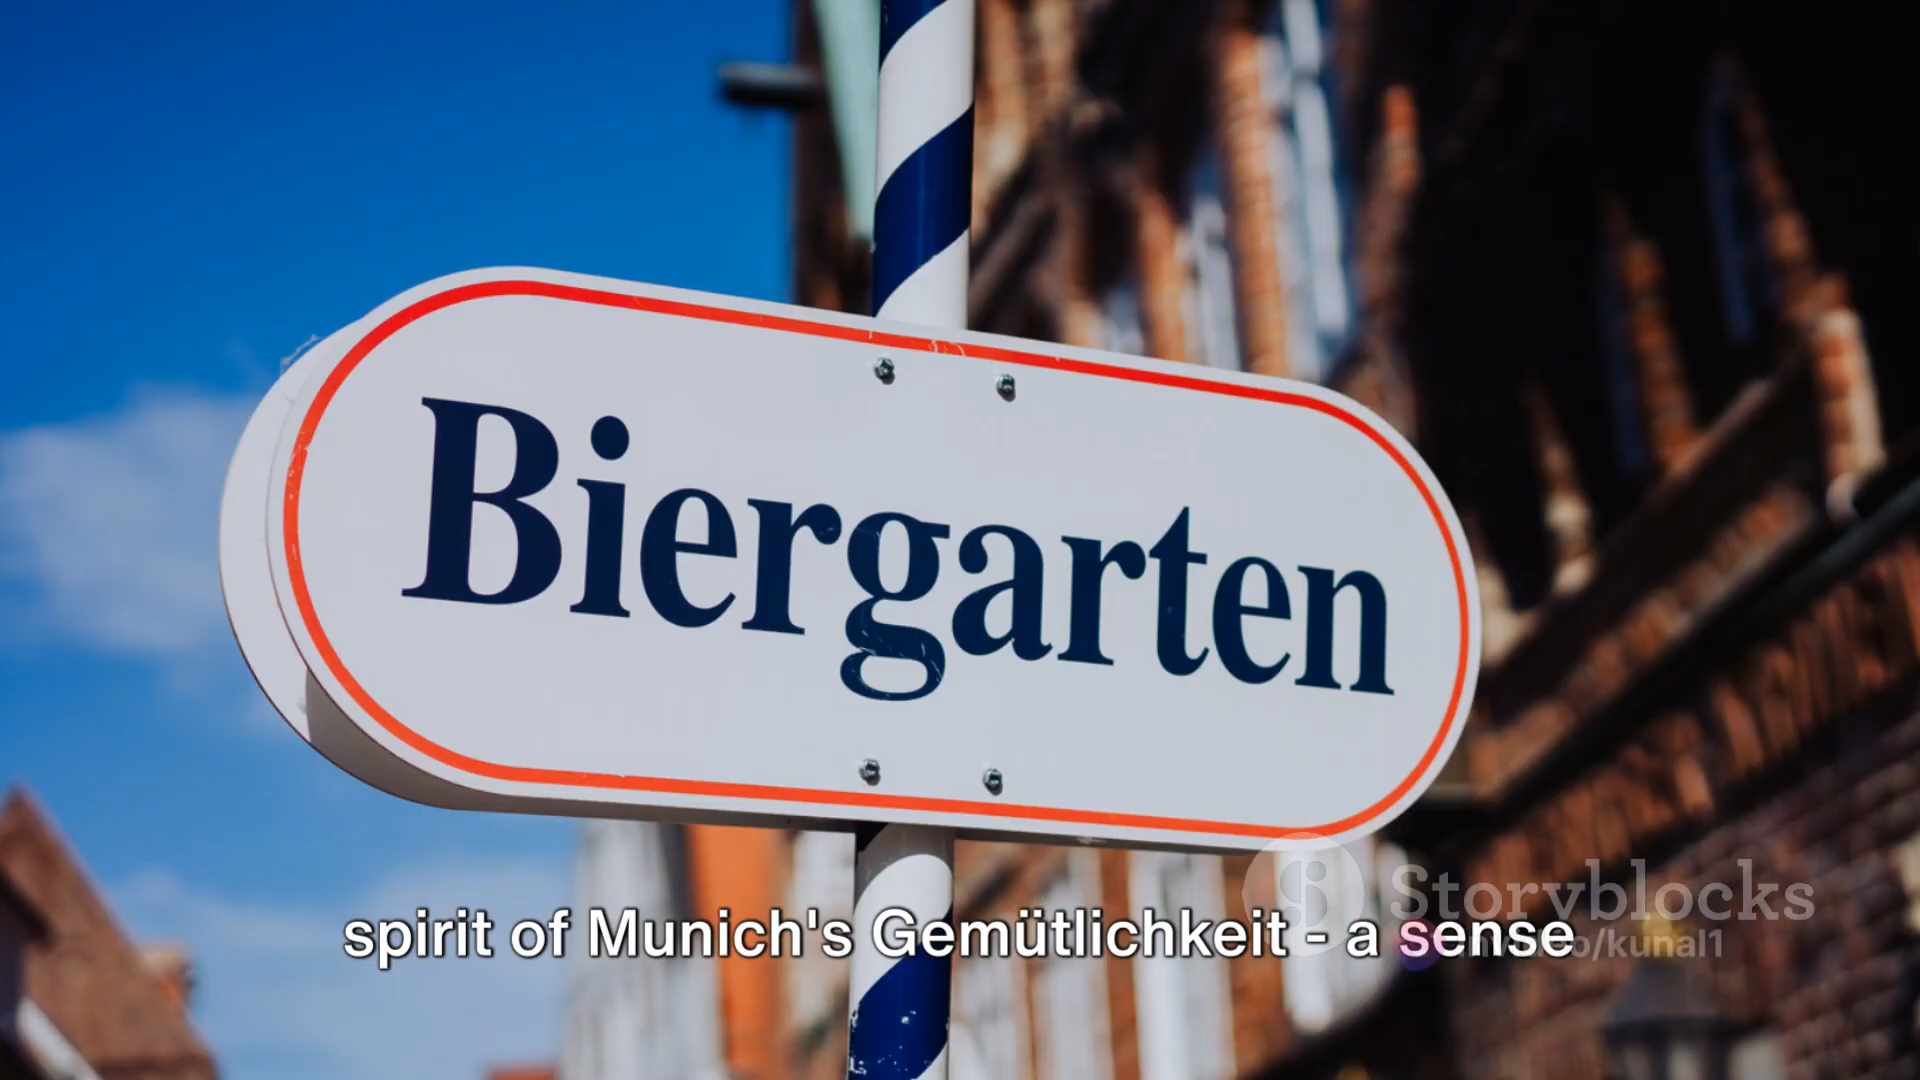 Biergarten
Storyblocks
spirit of Munich's Gemütlichkeit - a sense